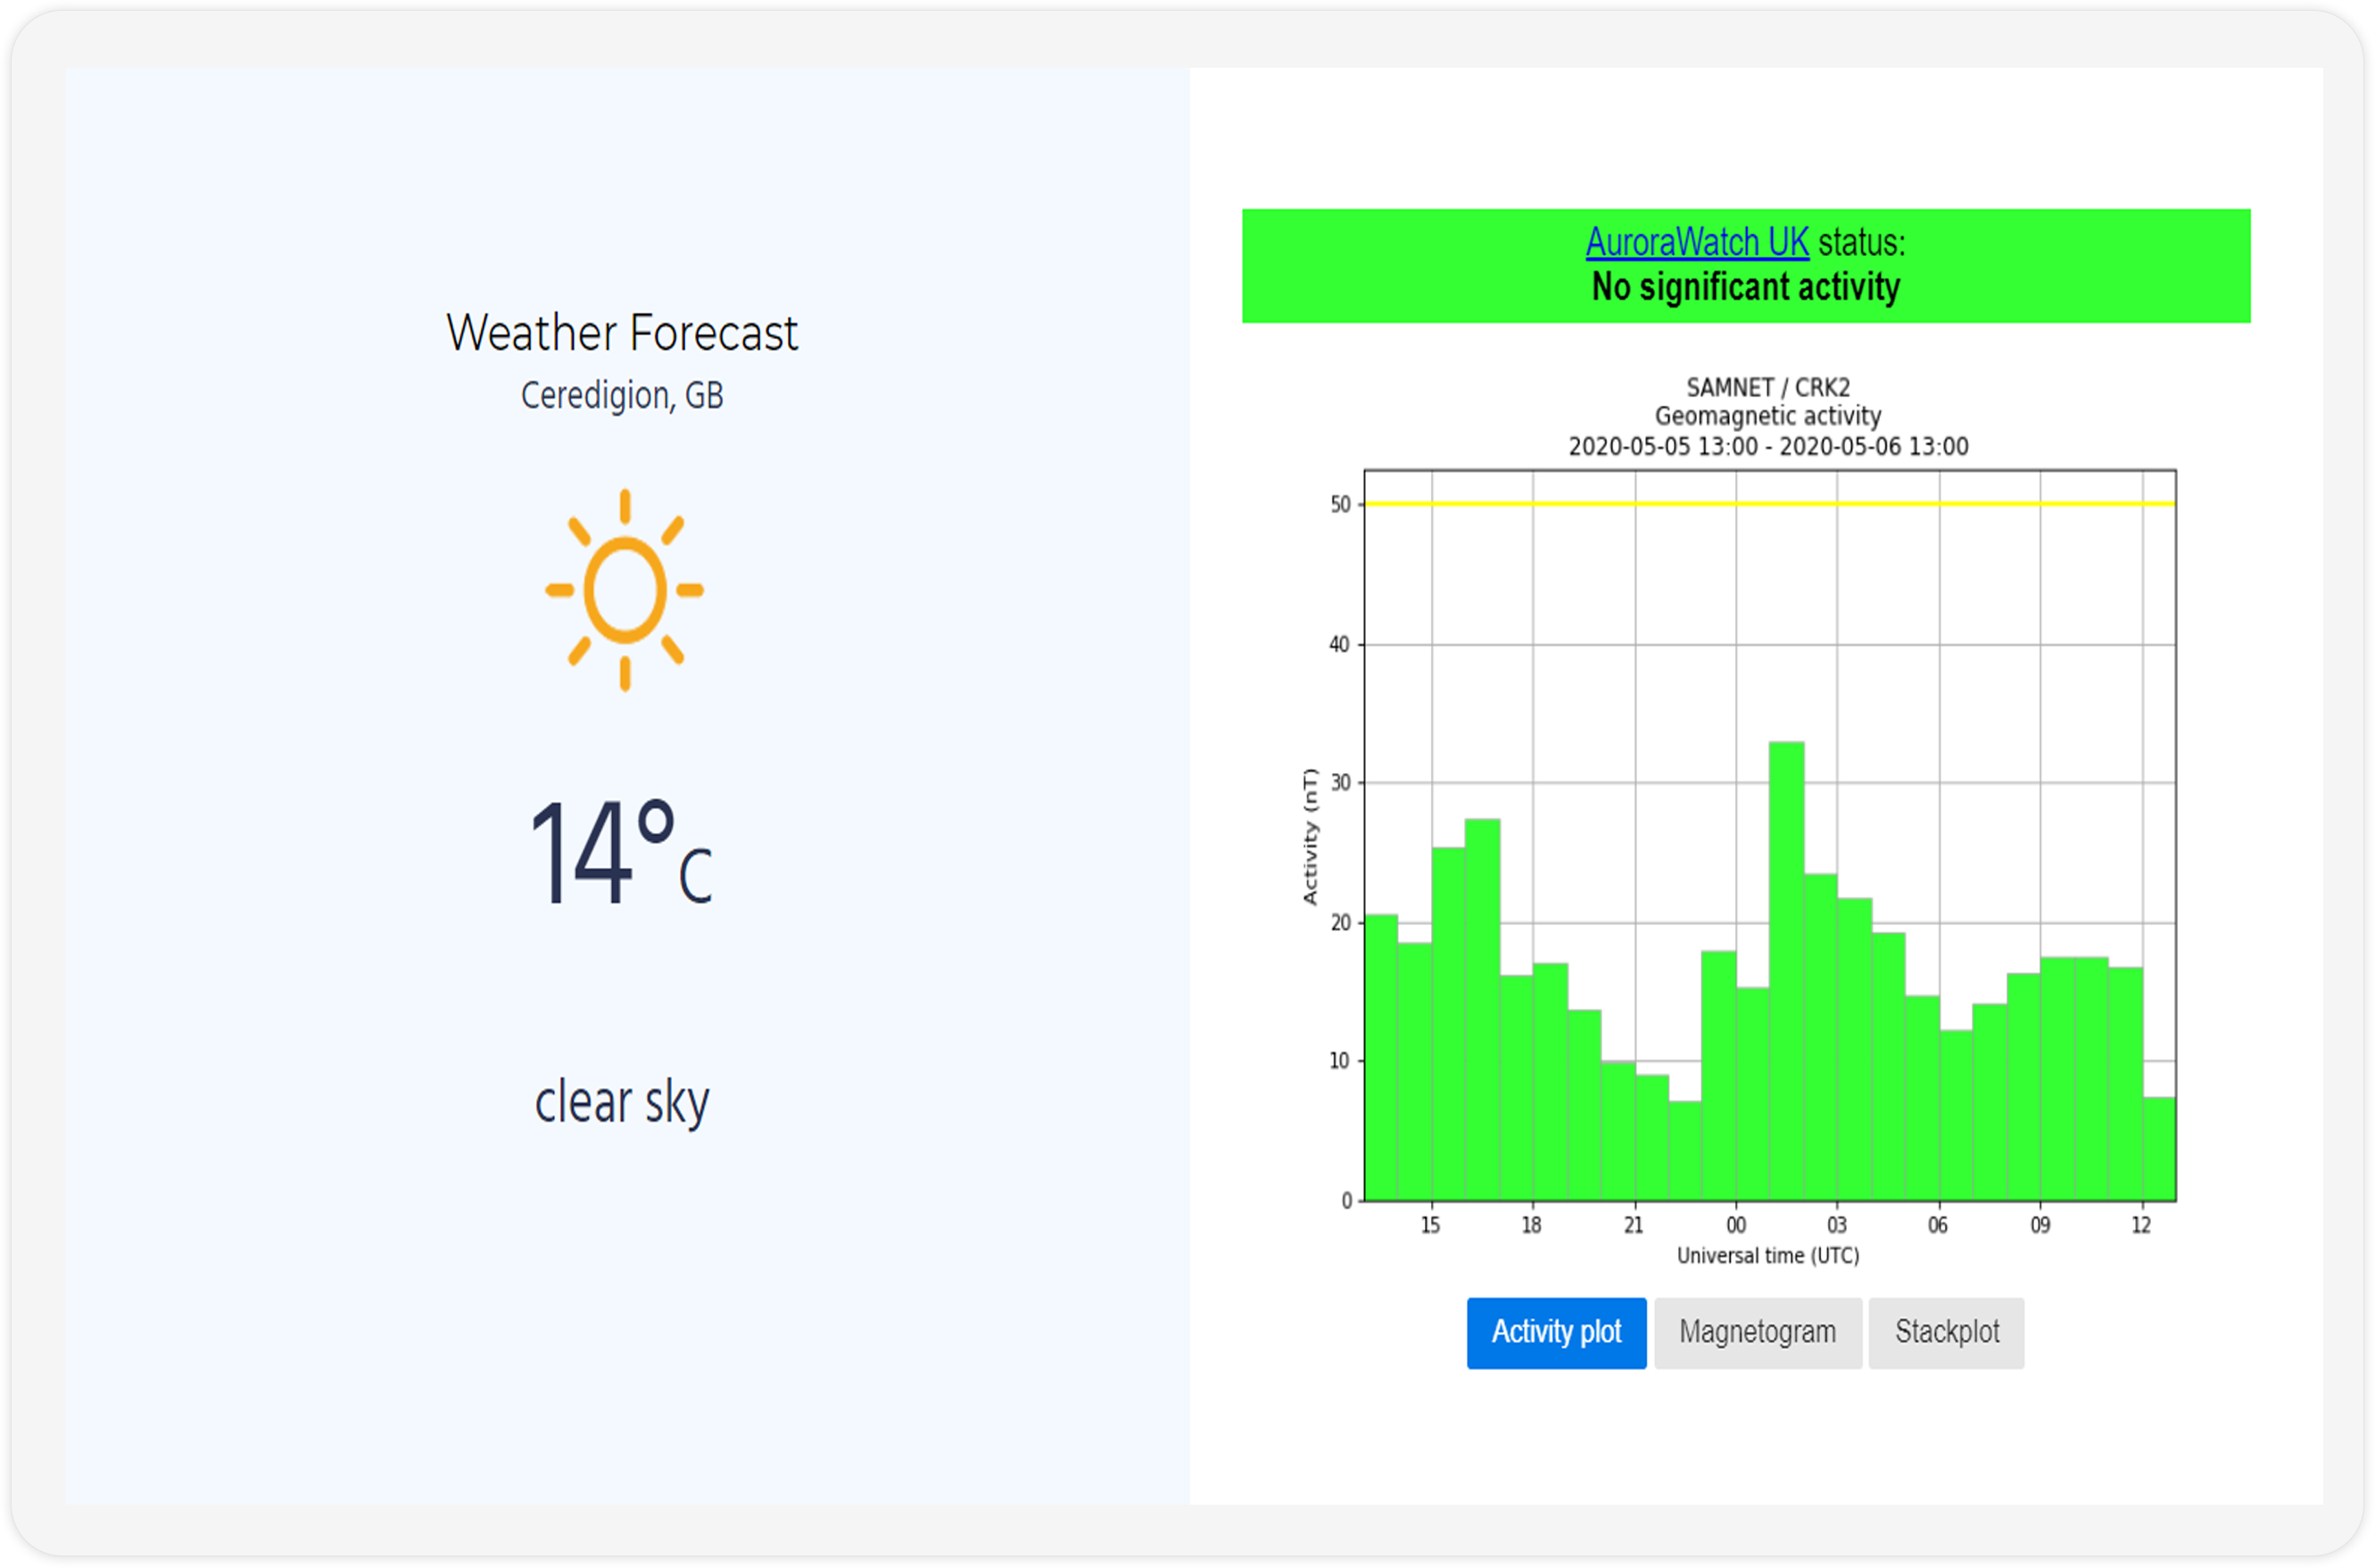 Weather Forecast
Ceredigion, GB
14°C
clear sky
AuroraWatch UK status:
No significant activity
SAMNET / CRK2
Geomagnetic activity
2020-05-05 13:00 - 2020-05-06 13:00
Activity (nT)
50
40
30
20
10
0
15 18 21 00 03 06 09 12
Universal time (UTC)
Activity plot Magnetogram Stackplot